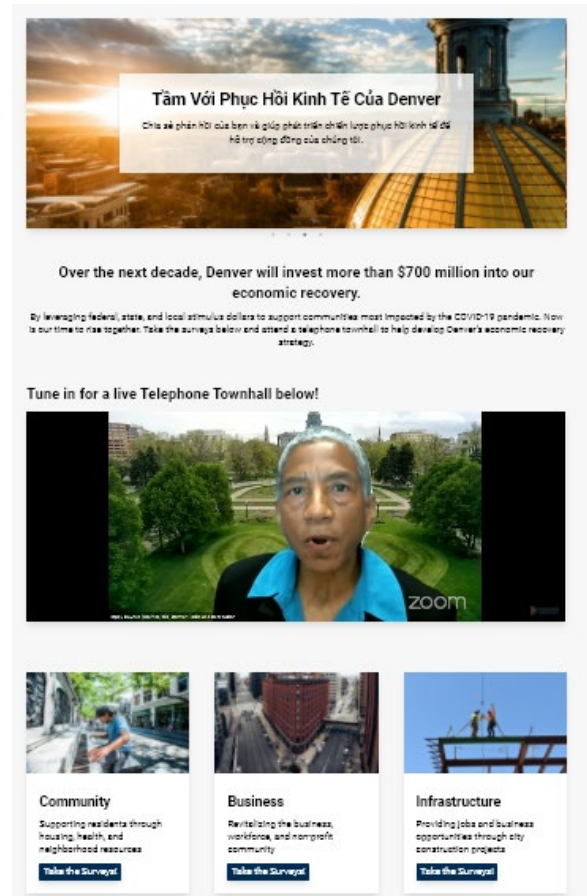 Tầm Với Phục Hồi Kinh Tế Của Denver
Chia sẻ phản hồi của bạn và giúp phát triển chiến lược phục hồi kinh tế để
hỗ trợ cộng đồng của chúng tôi.
Over the next decade, Denver will invest more than $700 million into our
economic recovery.
By leveraging federal, state, and local stimulus dollars to support communities most impacted by the COVID-19 pandemic. Now
is our time to rise together. Take the surveys below and attend a telephone townhall to help develop Denver's economic recovery
strategy.
Tune in for a live Telephone Townhall below!
zoom
Community
Supporting residents through
housing, health, and
neighborhood resources
Take the Surveys!
Business
Revitalizing the business,
workforce, and nonprofit
community
Take the Surveys!
Infrastructure
Providing jobs and business
opportunities through city
construction projects
Take the Surveys!